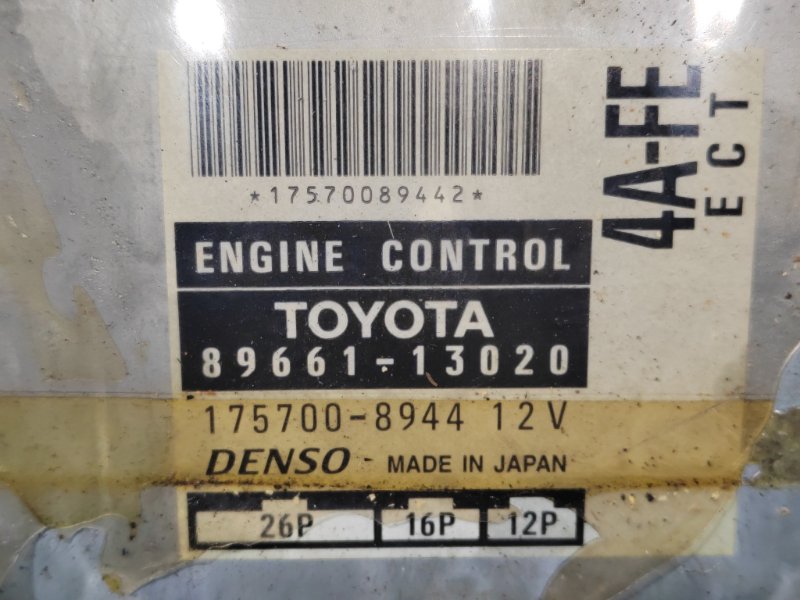 *17570089442*
ENGINE CONTROL
TOYOTA
89661-13020
175700-8944 12V
DENSO MADE IN JAPAN
26P 16P 12P
4A-FE
ECT